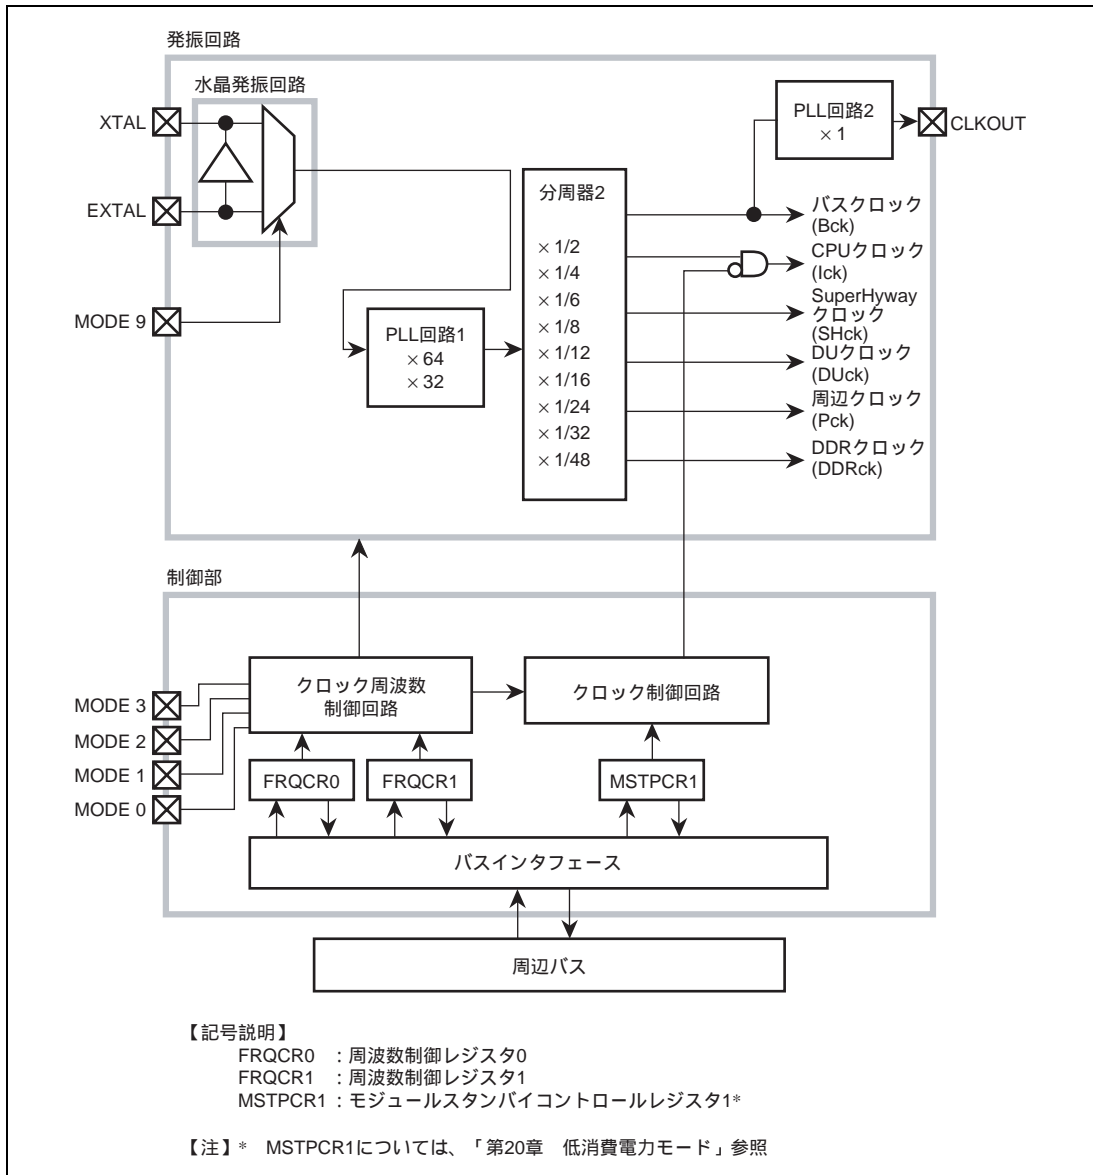 発振回路
水晶発振回路
XTAL
EXTAL
MODE 9
PLL回路1
× 64
× 32
分周器2
× 1/2
× 1/4
× 1/6
× 1/8
× 1/12
× 1/16
× 1/24
× 1/32
× 1/48
PLL回路2
× 1
CLKOUT
バスクロック
(Bck)
CPUクロック
(Ick)
SuperHyway
クロック
(SHck)
DUクロック
(DUck)
周辺クロック
(Pck)
DDRクロック
(DDRck)
制御部
MODE 3
MODE 2
MODE 1
MODE 0
クロック周波数
制御回路
クロック制御回路
FRQCR0
FRQCR1
MSTPCR1
バスインタフェース
周辺バス
【記号説明】
FRQCR0 : 周波数制御レジスタ0
FRQCR1 : 周波数制御レジスタ1
MSTPCR1 : モジュールスタンバイコントロールレジスタ1*
【注】* MSTPCR1については、「第20章 低消費電力モード」参照